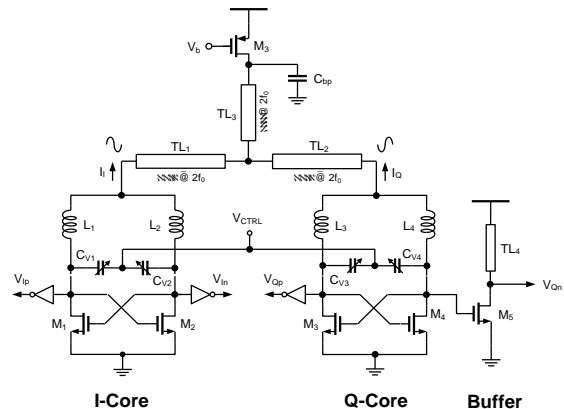 V_b
M_3
C_bp
TL_3
@ 2f_0
TL_1
TL_2
@ 2f_0
@ 2f_0
I_I
I_Q
L_1
L_2
L_3
L_4
V_CTRL
C_V1
C_V2
C_V3
C_V4
TL_4
V_Ip
V_In
V_Qp
V_Qn
M_1
M_2
M_3
M_4
M_5
I-Core
Q-Core
Buffer